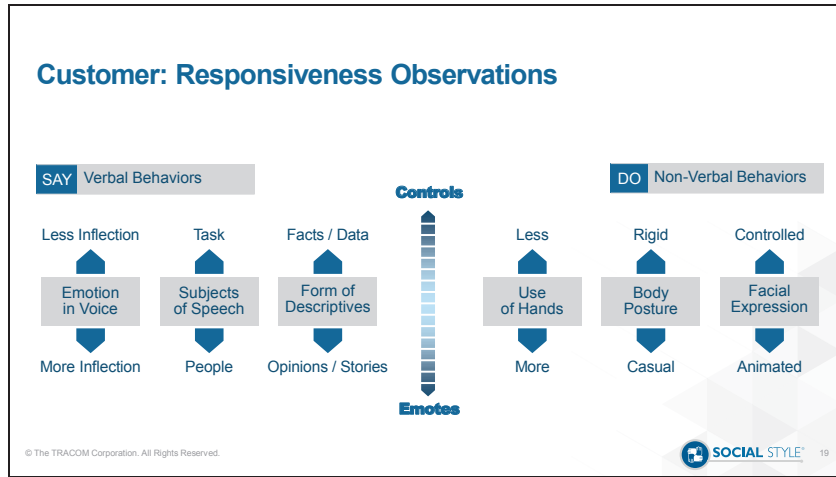 Customer: Responsiveness Observations
SAY Verbal Behaviors
DO Non-Verbal Behaviors
Controls
Less Inflection
Task
Facts / Data
Less
Rigid
Controlled
Emotion
in Voice
Subjects
of Speech
Form of
Descriptives
Use
of Hands
Body
Posture
Facial
Expression
More Inflection
People
Opinions / Stories
More
Casual
Animated
Emotes
© The TRACOM Corporation. All Rights Reserved.
SOCIAL STYLE®
19